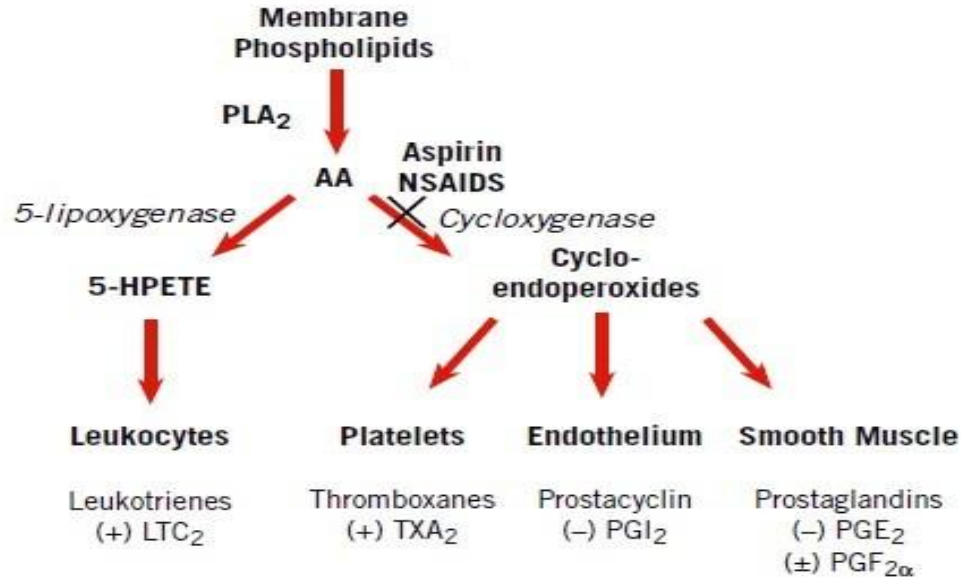 Membrane
Phospholipids
PLA₂
AA
Aspirin
NSAIDS
5-lipoxygenase
Cycloxygenase
5-HPETE
Cyclo-
endoperoxides
Leukocytes
Platelets
Endothelium
Smooth Muscle
Leukotrienes
(+) LTC₂
Thromboxanes
(+) TXA₂
Prostacyclin
(–) PGI₂
Prostaglandins
(–) PGE₂
(±) PGF₂α